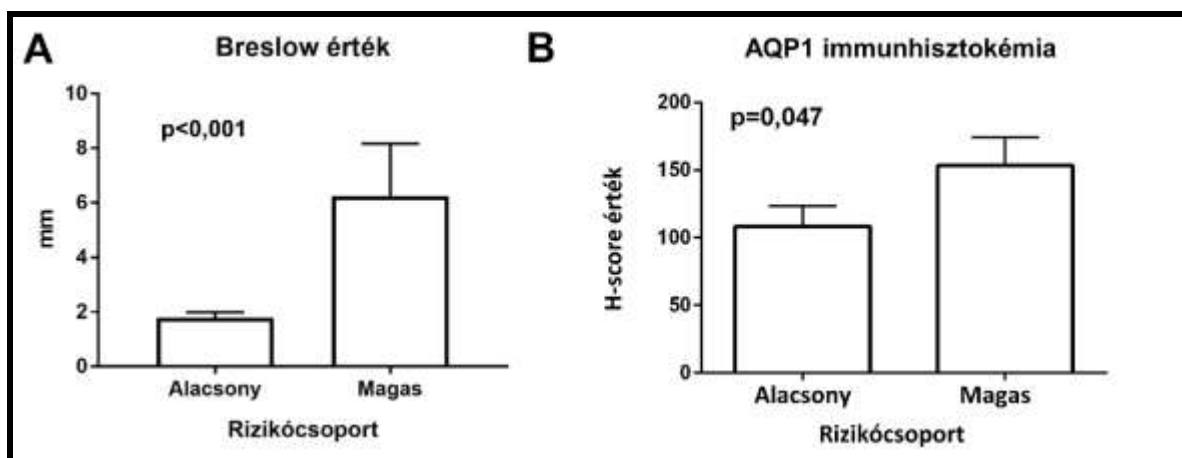 A
Breslow érték
p<0,001
10
8
6
4
2
0
mm
Alacsony
Magas
Rizikócsoport
B
AQP1 immunhisztokémia
p=0,047
200
150
100
50
0
H-score érték
Alacsony
Magas
Rizikócsoport